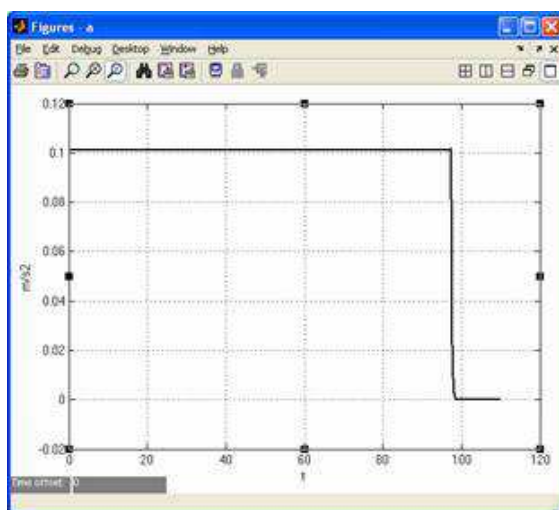 Figures - a
File Edit Debug Desktop Window Help
0.12
0.1
0.08
0.06
0.04
0.02
0
-0.02
m/s2
0 20 40 60 80 100 120
t
Time offset: 0